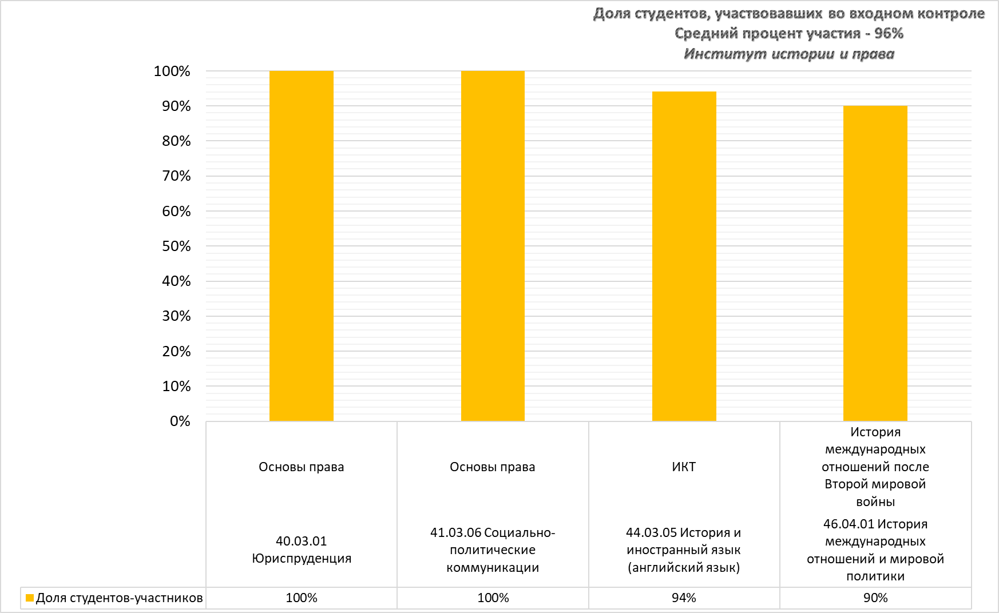 Доля студентов, участвовавших во входном контроле
Средний процент участия - 96%
Институт истории и права
100%
90%
80%
70%
60%
50%
40%
30%
20%
10%
0%
Основы права
Основы права
ИКТ
История
международных
отношений после
Второй мировой
войны
40.03.01
Юриспруденция
41.03.06 Социально-
политические
коммуникации
44.03.05 История и
иностранный язык
(английский язык)
46.04.01 История
международных
отношений и мировой
политики
Доля студентов-участников
100%
100%
94%
90%